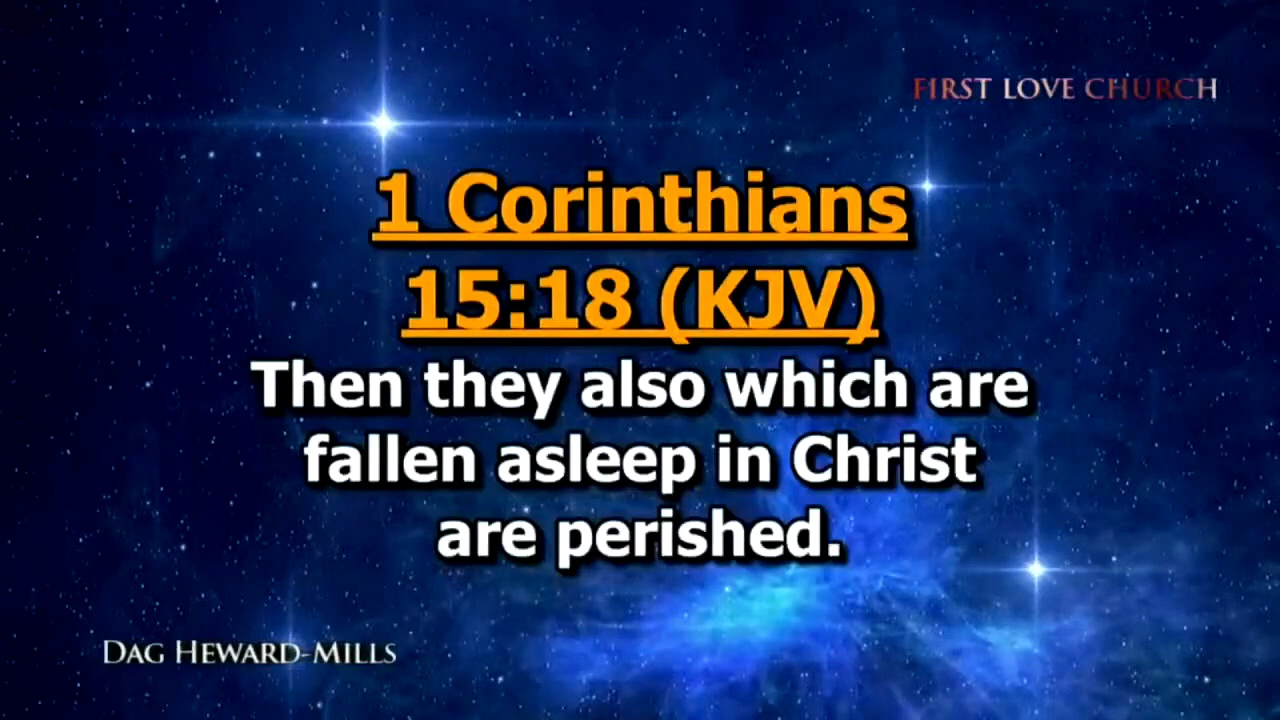 FIRST LOVE CHURCH
1 Corinthians
15:18 (KJV)
Then they also which are
fallen asleep in Christ
are perished.
DAG HEWARD-MILLS